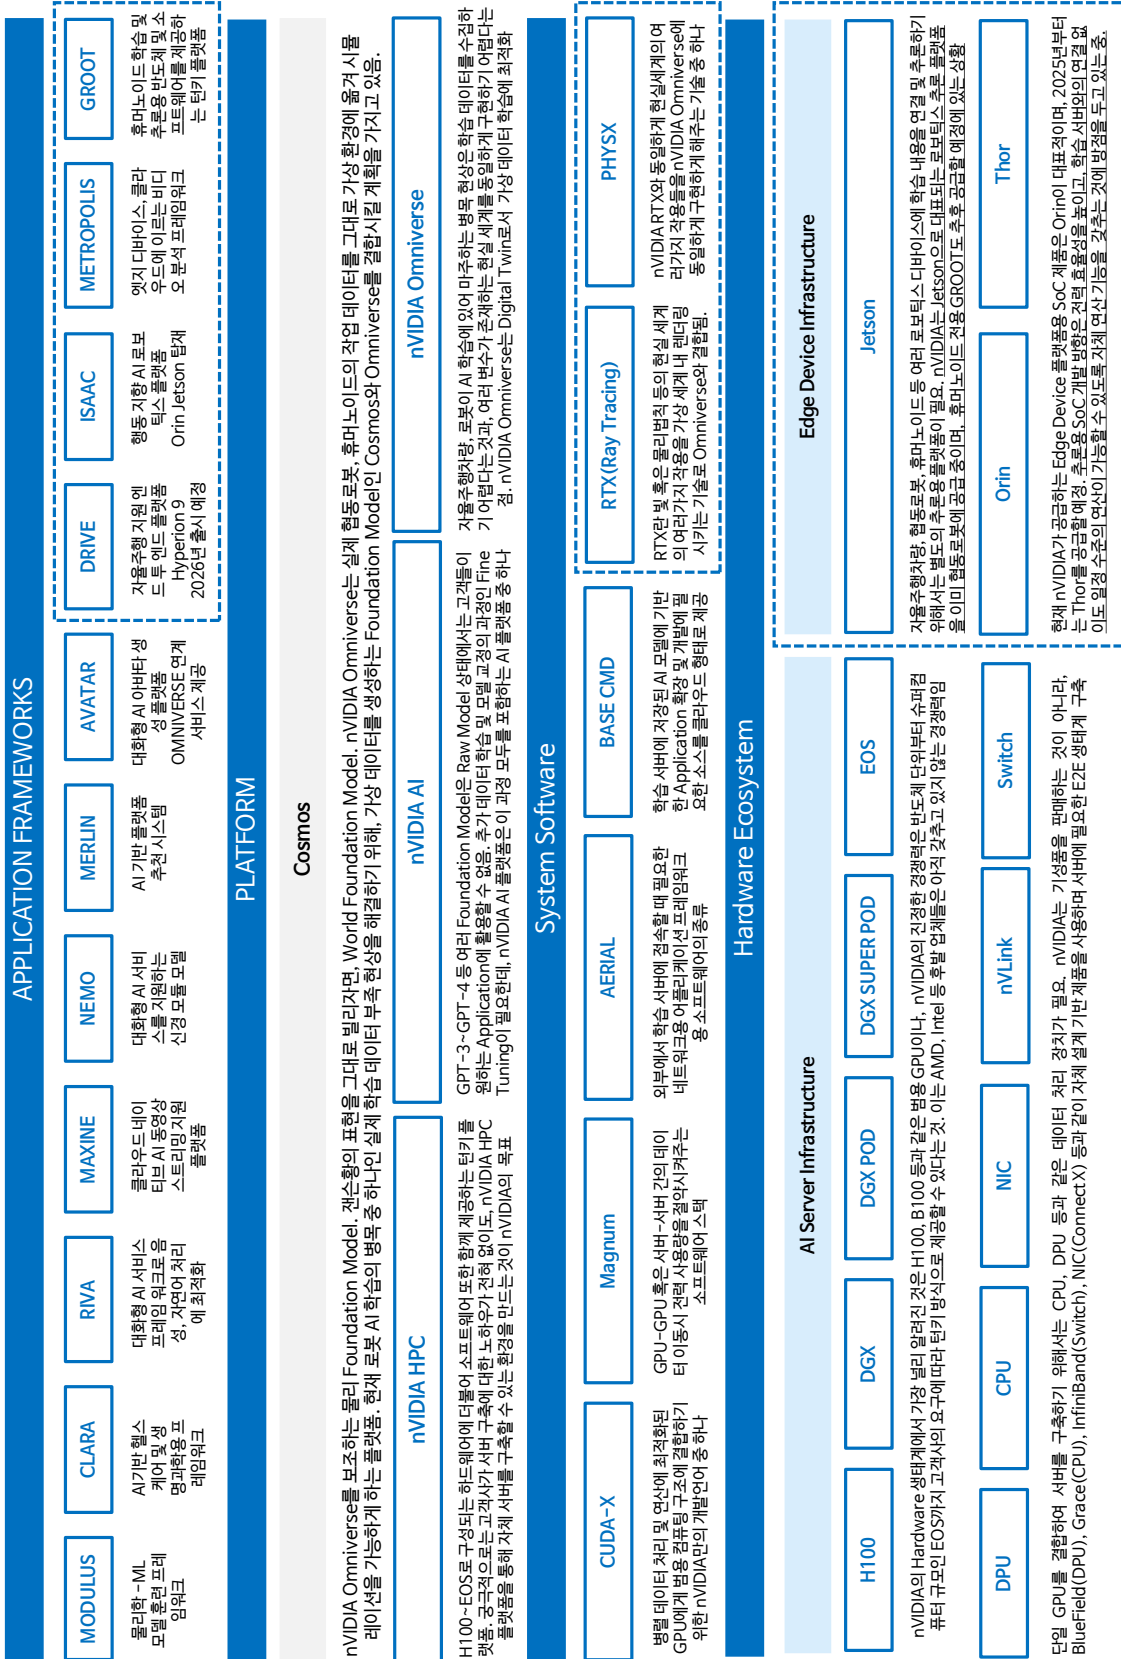 APPLICATION FRAMEWORKS
MODULUS
물리학 –ML
모델 훈련 프레
임워크
CLARA
AI기반 헬스
케어 및 생
명과학용 프
레임워크
RIVA
대화형 AI 서비스
프레임 워크로 음
성, 자연어 처리
에 최적화
MAXINE
클라우드 네이
티브 AI 동영상
스트리밍 지원
플랫폼
NEMO
대화형 AI 서비
스를 지원하는
신경 모듈 모델
MERLIN
AI 기반 플랫폼
추천 시스템
AVATAR
대화형 AI 아바타 생
성 플랫폼
OMNIVERSE 연계
서비스 제공
DRIVE
자율주행 지원 엔
드 투 엔드 플랫폼
Hyperion 9
2026년 출시 예정
ISAAC
행동 지향 AI 로보
틱스 플랫폼
Orin Jetson 탑재
METROPOLIS
엣지 디바이스, 클라
우드에 이르는 비디
오 분석 프레임워크
GROOT
휴머노이드 학습 및
추론용 반도체 및 소
프트웨어를 제공하
는 턴키 플랫폼
PLATFORM
Cosmos
nVIDIA Omniverse를 보조하는 물리 Foundation Model. 젠슨황의 표현을 그대로 빌리자면, World Foundation Model. nVIDIA Omniverse는 실제 협동로봇, 휴머노이드의 작업 데이터를 그대로 가상 환경에 옮겨 시뮬
레이션을 가능하게 하는 플랫폼. 현재 로봇 AI 학습의 병목 중 하나인 실제 학습 데이터 부족 현상을 해결하기 위해, 가상 데이터를 생성하는 Foundation Model인 Cosmos와 Omniverse를 결합시킬 계획을 가지고 있음.
nVIDIA HPC
H100~EOS로 구성되는 하드웨어에 더불어 소프트웨어 또한 함께 제공하는 턴키 플
랫폼. 궁극적으로는 고객사가 서버 구축에 대한 노하우가 전혀 없이도, nVIDIA HPC
플랫폼을 통해 자체 서버를 구축할 수 있는 환경을 만드는 것이 nVIDIA의 목표
nVIDIA AI
GPT-3~GPT-4 등 여러 Foundation Model은 Raw Model 상태에서는 고객들이
원하는 Application에 활용할 수 없음. 추가 데이터 학습 및 모델 교정의 과정인 Fine
Tuning이 필요한데, nVIDIA AI 플랫폼은 이 과정 모두를 포함하는 AI 플랫폼 중 하나
nVIDIA Omniverse
자율주행차량, 로봇이 AI 학습에 있어 마주하는 병목 현상은 학습 데이터를 수집하
기 어렵다는 것과, 여러 변수가 존재하는 현실 세계를 동일하게 구현하기 어렵다는
점. nVIDIA Omniverse는 Digital Twin로서 가상 데이터 학습에 최적화
System Software
CUDA-X
병렬 데이터 처리 및 연산에 최적화된
GPU에게 범용 컴퓨팅 구조에 결합하기
위한 nVIDIA만의 개발언어 중 하나
Magnum
GPU-GPU 혹은 서버-서버 간의 데이
터 이동시 전력 사용량을 절약시켜주는
소프트웨어 스택
AERIAL
외부에서 학습 서버에 접속할 때 필요한
네트워크용 어플리케이션 프레임워크
용 소프트웨어의 종류
BASE CMD
학습 서버에 저장된 AI 모델에 기반
한 Application 확장 및 개발에 필
요한 소스를 클라우드 형태로 제공
RTX(Ray Tracing)
RTX란 빛 혹은 물리법칙 등의 현실 세계
의 여러가지 작용을 가상 세계 내 렌더링
시키는 기술로 Omniverse와 결합됨.
PHYSX
nVIDIA RTX와 동일하게 현실세계의 여
러가지 작용들을 nVIDIA Omniverse에
동일하게 구현하게 해주는 기술 중 하나
Hardware Ecosystem
AI Server Infrastructure
H100
DGX
DGX POD
DGX SUPER POD
EOS
nVIDIA의 Hardware 생태계에서 가장 널리 알려진 것은 H100, B100 등과 같은 범용 GPU이나, nVIDIA의 진정한 경쟁력은 반도체 단위부터 슈퍼컴
퓨터 규모인 EOS까지 고객사의 요구에 따라 턴키 방식으로 제공할 수 있다는 것. 이는 AMD, Intel 등 후발 업체들은 아직 갖추고 있지 않는 경쟁력임
DPU
CPU
NIC
nVLink
Switch
단일 GPU를 결합하여 서버를 구축하기 위해서는 CPU, DPU 등과 같은 데이터 처리 장치가 필요. nVIDIA는 기성품을 판매하는 것이 아니라,
BlueField(DPU), Grace(CPU), InfiniBand(Switch), NIC(ConnectX) 등과 같이 자체 설계 기반 제품을 사용하며 서버에 필요한 E2E 생태계 구축
Edge Device Infrastructure
Jetson
자율주행차량, 협동로봇, 휴머노이드 등 여러 로보틱스 디바이스에 학습 내용을 연결 및 추론하기
위해서는 별도의 추론용 플랫폼이 필요. nVIDIA는 Jetson으로 대표되는 로보틱스 추론 플랫폼
을 이미 협동로봇에 공급 중이며, 휴머노이드 전용 GROOT도 추후 공급할 예정에 있는 상황
Orin
Thor
현재 nVIDIA가 공급하는 Edge Device 플랫폼용 SoC 제품은 Orin이 대표적이며, 2025년부터
는 Thor를 공급할 예정. 추론용 SoC 개발 방향은 전력 효율성을 높이고, 학습 서버와의 연결 없
이도 일정 수준의 연산이 가능할 수 있도록 자체 연산 기능을 갖추는 것에 방점을 두고 있는 중.